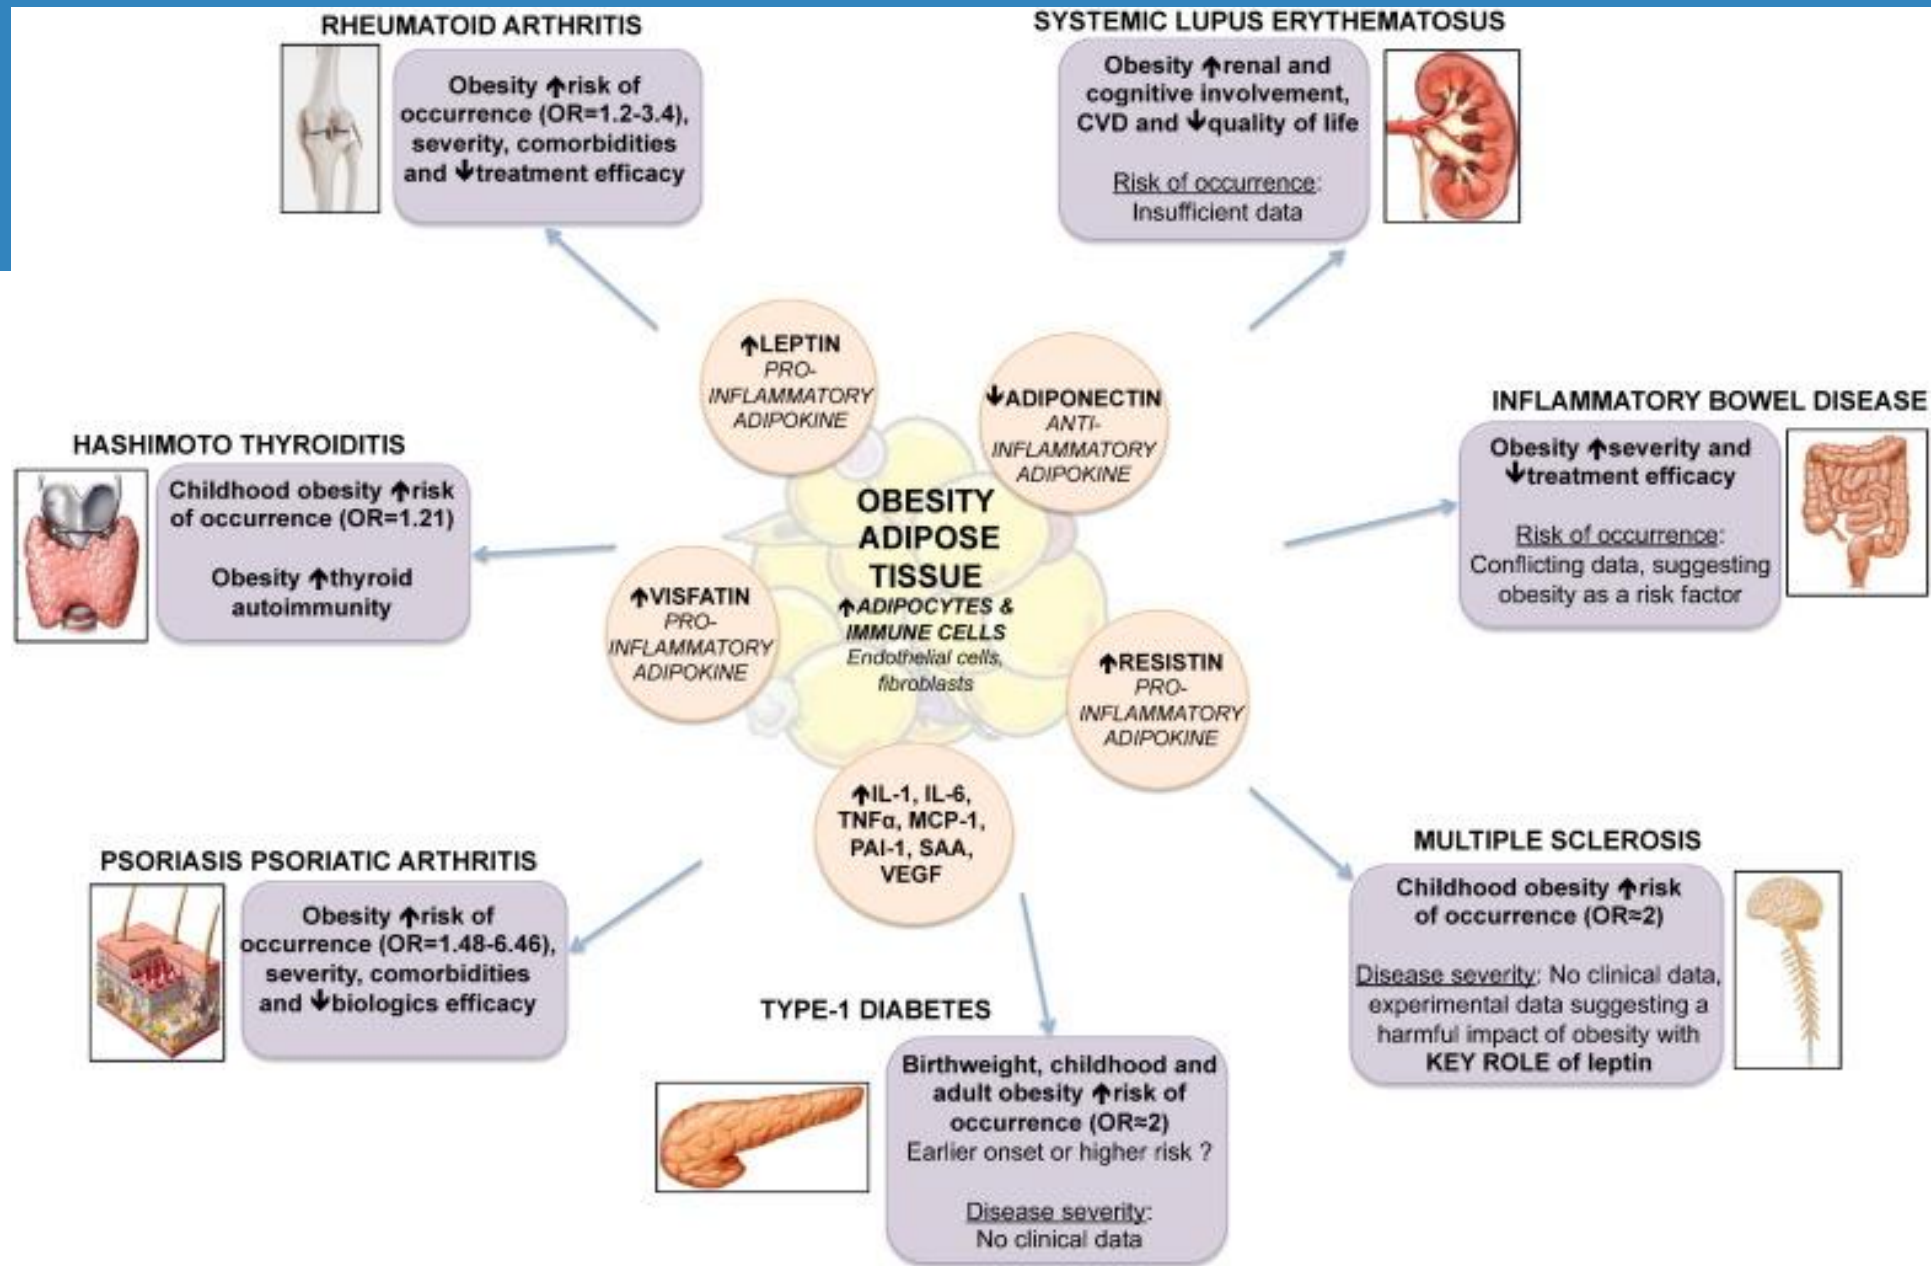 RHEUMATOID ARTHRITIS
Obesity ↑risk of
occurrence (OR=1.2-3.4),
severity, comorbidities
and ↓treatment efficacy
SYSTEMIC LUPUS ERYTHEMATOSUS
Obesity ↑renal and
cognitive involvement,
CVD and ↓quality of life
Risk of occurrence:
Insufficient data
↑LEPTIN
PRO-
INFLAMMATORY
ADIPOKINE
↓ADIPONECTIN
ANTI-
INFLAMMATORY
ADIPOKINE
HASHIMOTO THYROIDITIS
Childhood obesity ↑risk
of occurrence (OR=1.21)
Obesity ↑thyroid
autoimmunity
INFLAMMATORY BOWEL DISEASE
Obesity ↑severity and
↓treatment efficacy
Risk of occurrence:
Conflicting data, suggesting
obesity as a risk factor
OBESITY
ADIPOSE
TISSUE
↑ADIPOCYTES &
IMMUNE CELLS
Endothelial cells,
fibroblasts
↑VISFATIN
PRO-
INFLAMMATORY
ADIPOKINE
↑RESISTIN
PRO-
INFLAMMATORY
ADIPOKINE
↑IL-1, IL-6,
TNFα, MCP-1,
PAI-1, SAA,
VEGF
PSORIASIS PSORIATIC ARTHRITIS
Obesity ↑risk of
occurrence (OR=1.48-6.46),
severity, comorbidities
and ↓biologics efficacy
MULTIPLE SCLEROSIS
Childhood obesity ↑risk
of occurrence (OR≈2)
Disease severity: No clinical data,
experimental data suggesting a
harmful impact of obesity with
KEY ROLE of leptin
TYPE-1 DIABETES
Birthweight, childhood and
adult obesity ↑risk of
occurrence (OR≈2)
Earlier onset or higher risk ?
Disease severity:
No clinical data